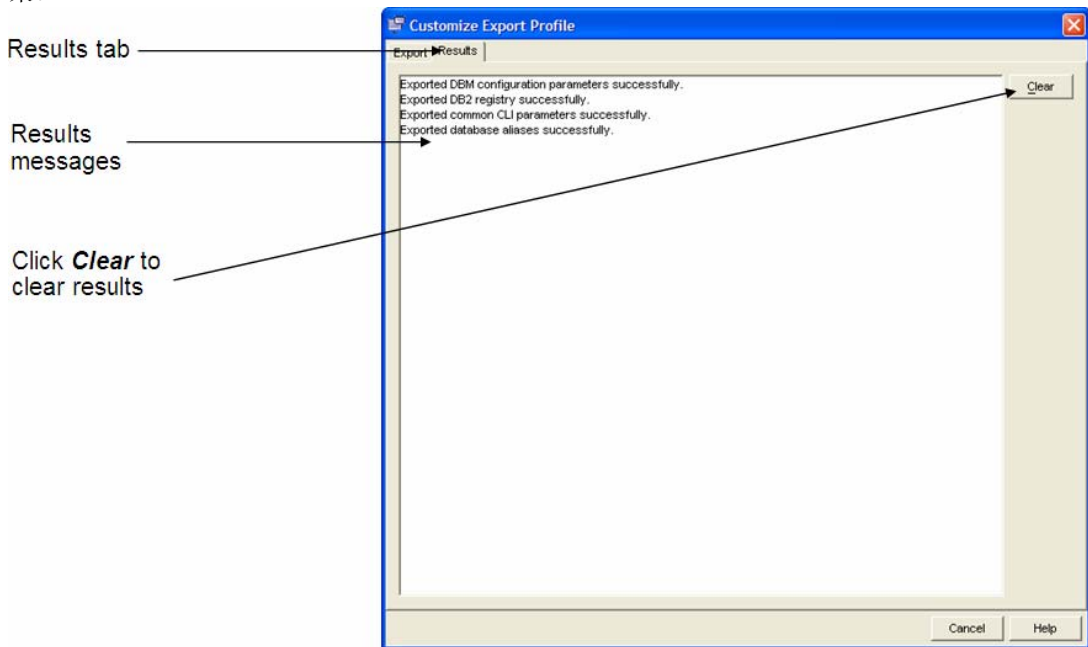 Customize Export Profile
Results tab
Export Results
Exported DBM configuration parameters successfully.
Exported DB2 registry successfully.
Exported common CLI parameters successfully.
Exported database aliases successfully.
Clear
Results
messages
Click Clear to
clear results
Cancel Help